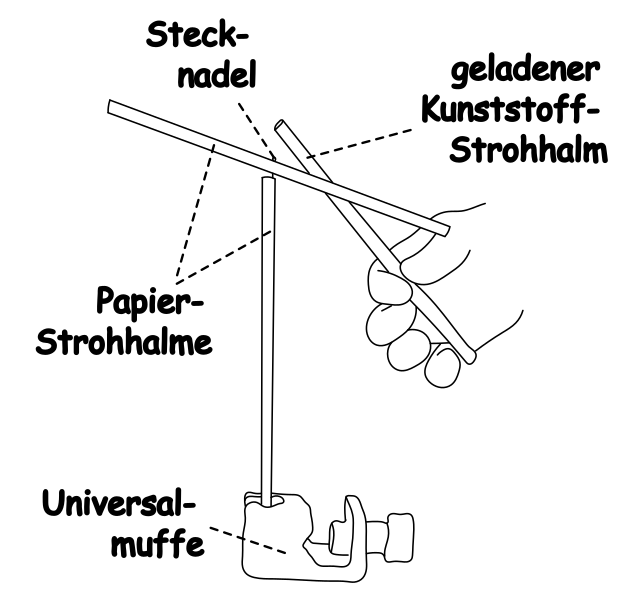 Steck-
nadel
geladener
Kunststoff-
Strohhalm
Papier-
Strohhalme
Universal-
muffe